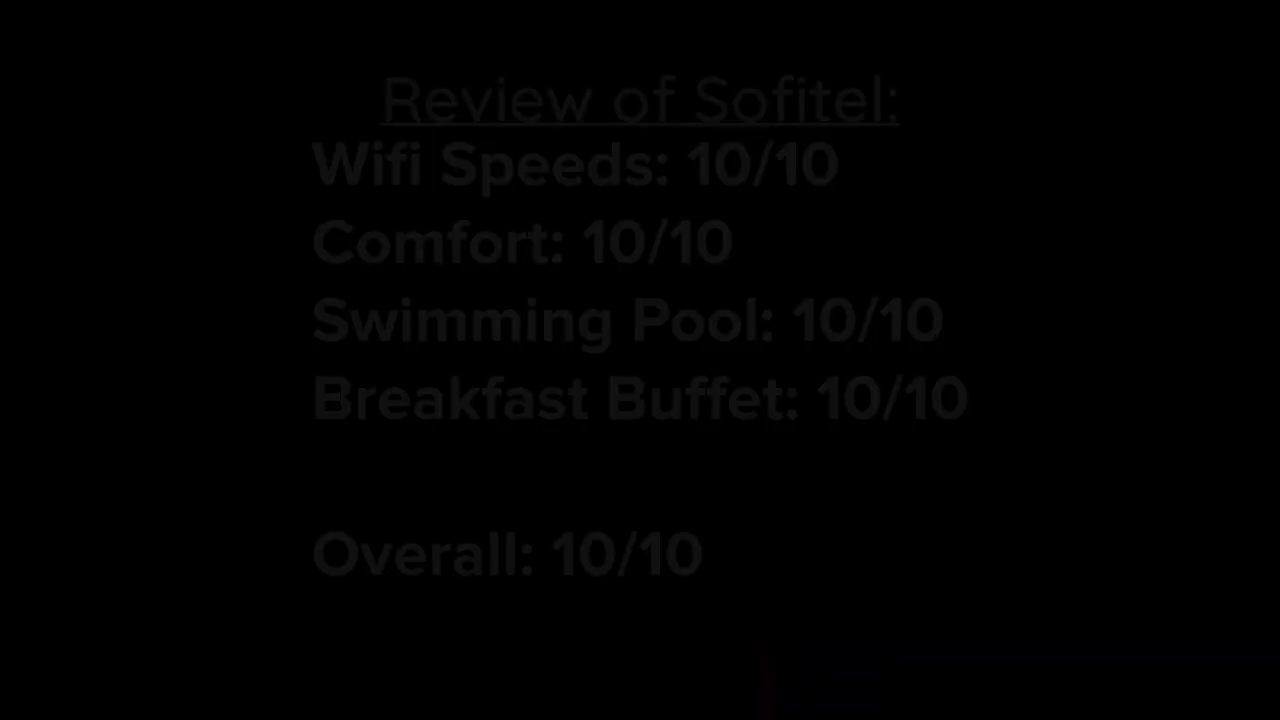 Review of Sofitel:
Wifi Speeds: 10/10
Comfort: 10/10
Swimming Pool: 10/10
Breakfast Buffet: 10/10
Overall: 10/10